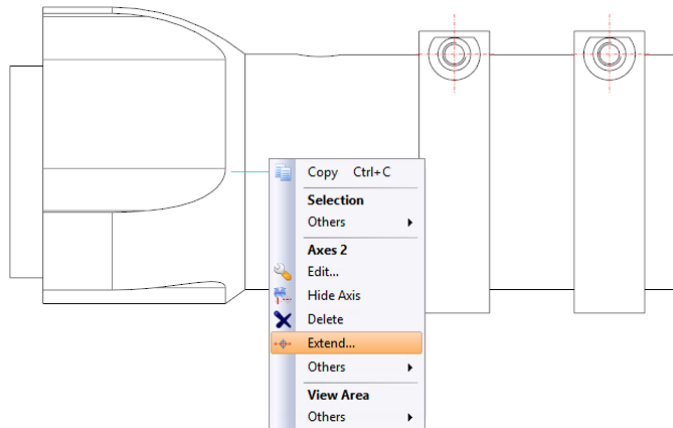 Copy Ctrl+C
Selection
Others
Axes 2
Edit...
Hide Axis
Delete
Extend...
Others
View Area
Others